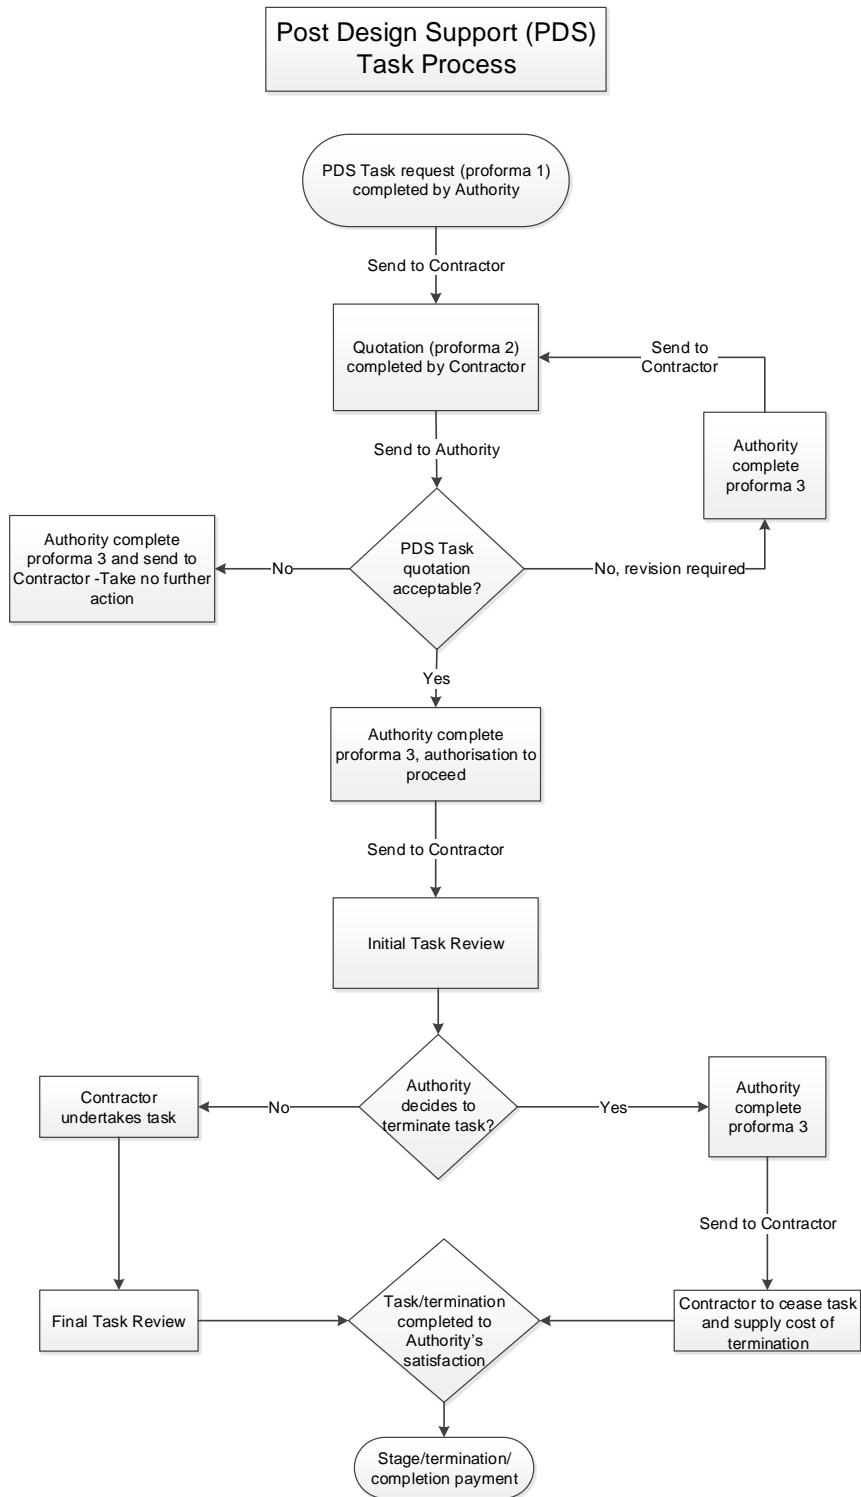 Post Design Support (PDS)
Task Process
PDS Task request (proforma 1)
completed by Authority
Send to Contractor
Quotation (proforma 2)
completed by Contractor
Send to
Contractor
Send to Authority
Authority
complete
proforma 3
Authority complete
proforma 3 and send to
Contractor -Take no further
action
No
PDS Task
quotation
acceptable?
No, revision required
Yes
Authority complete
proforma 3, authorisation to
proceed
Send to Contractor
Initial Task Review
Contractor
undertakes task
No
Authority
decides to
terminate task?
Yes
Authority
complete
proforma 3
Send to Contractor
Final Task Review
Task/termination
completed to
Authority’s
satisfaction
Contractor to cease task
and supply cost of
termination
Stage/termination/
completion payment